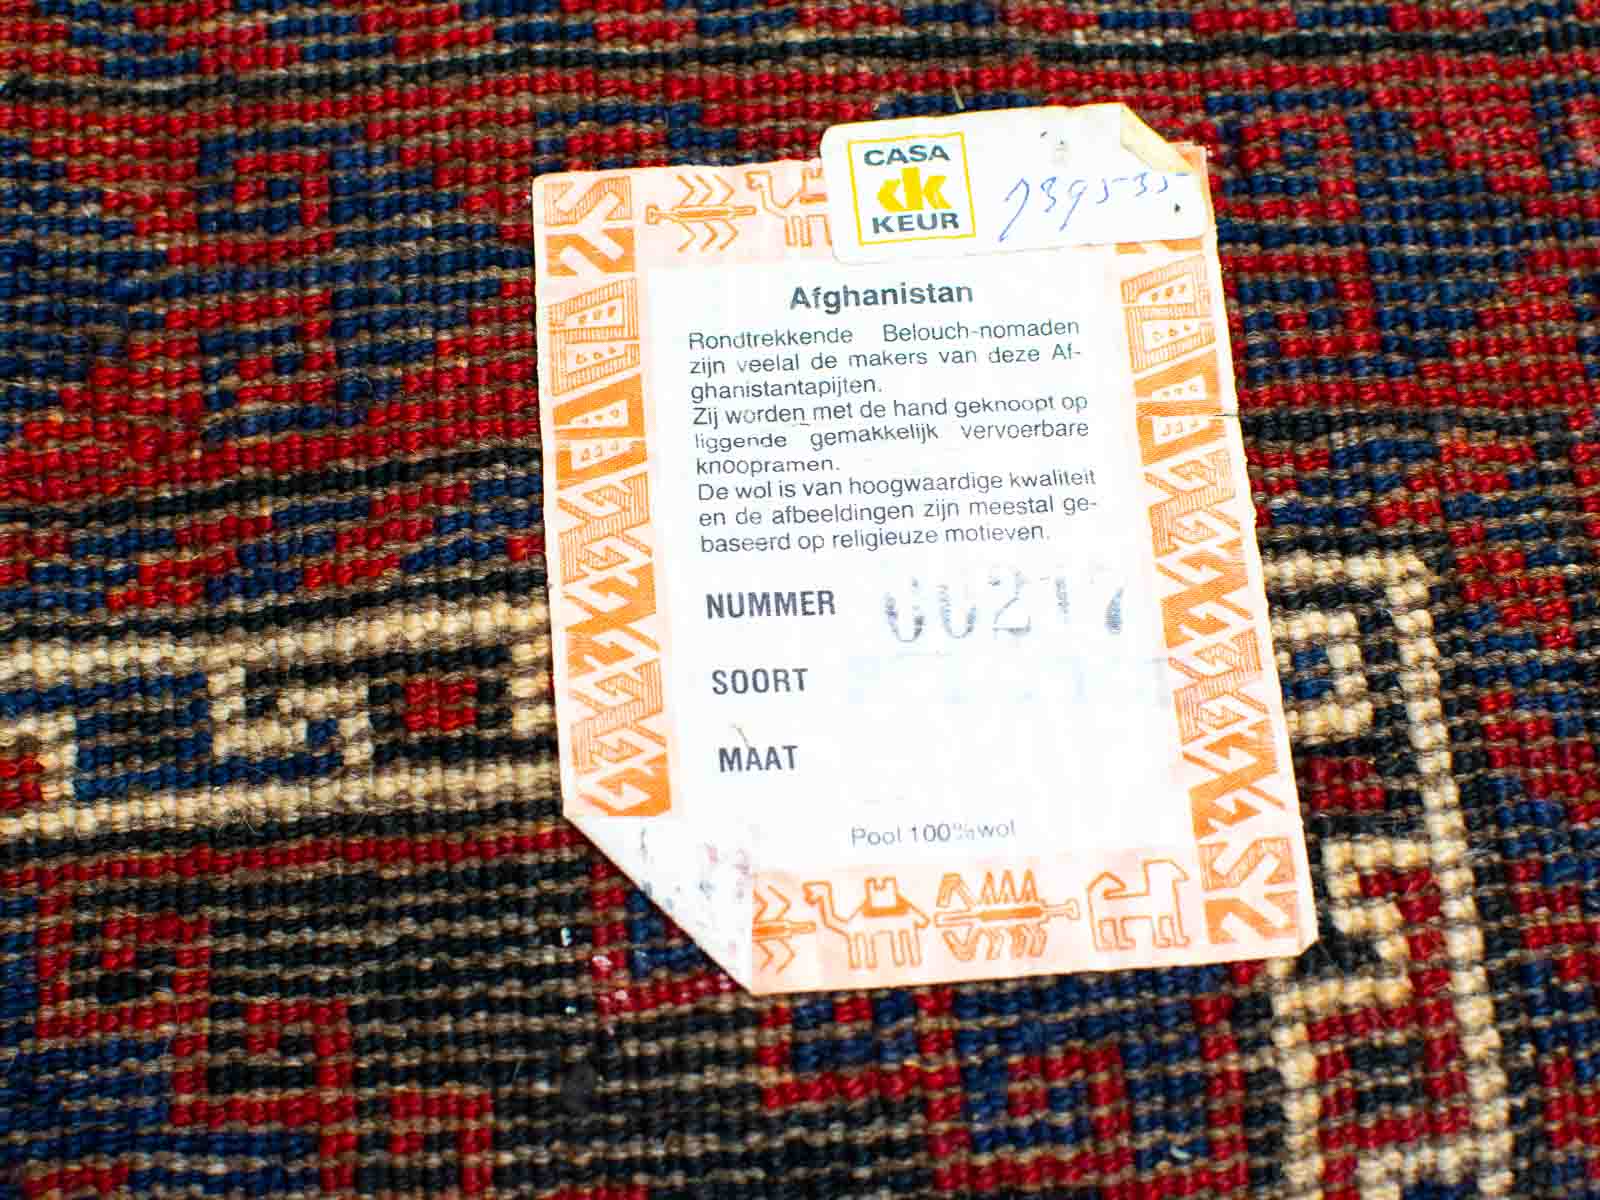 CASA
dk
KEUR
739535
Afghanistan
Rondtrekkende Belouch-nomaden
zijn veelal de makers van deze Af-
ghanistantapijten.
Zij worden met de hand geknoopt op
liggende gemakkelijk vervoerbare
knoopramen.
De wol is van hoogwaardige kwaliteit
en de afbeeldingen zijn meestal ge-
baseerd op religieuze motieven.
NUMMER 00217
SOORT
MAAT
Pool 100% wol